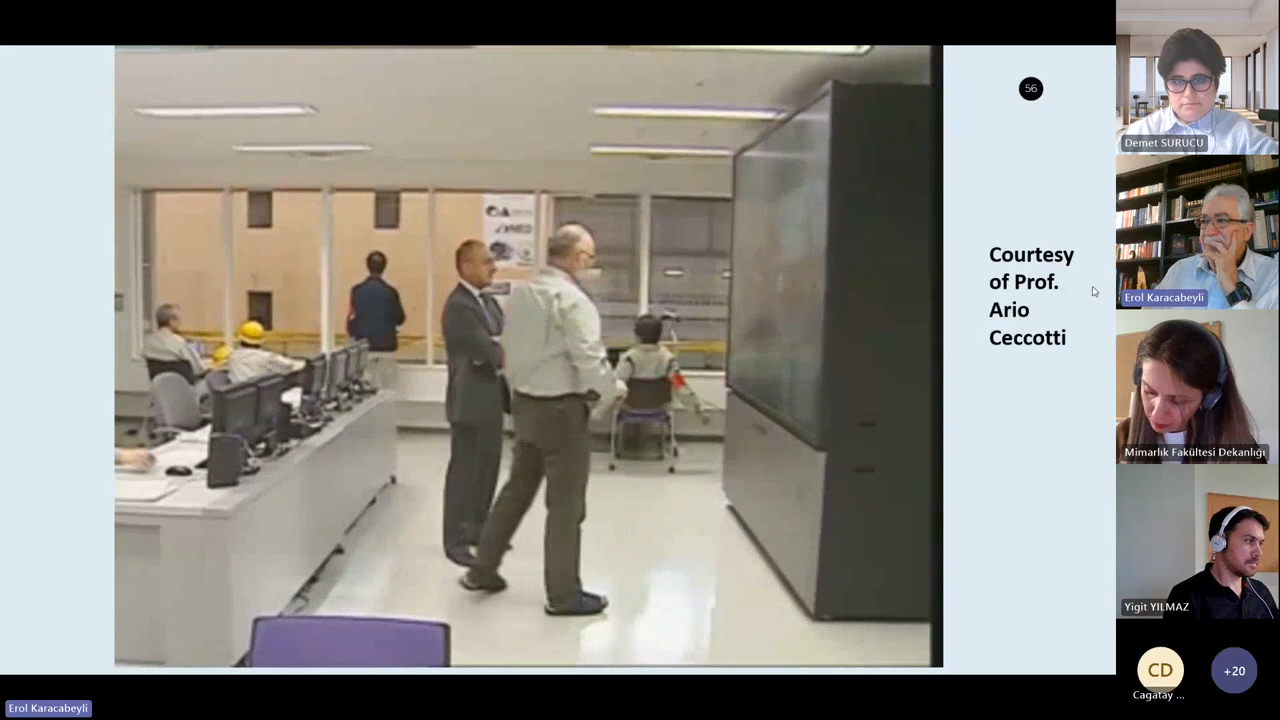 56
Courtesy
of Prof.
Ario
Ceccotti
Demet SURUCU
Erol Karacabeyli
Mimarlık Fakültesi Dekanlığı
Yigit YILMAZ
CD
Cagatay ...
+20
Erol Karacabeyli